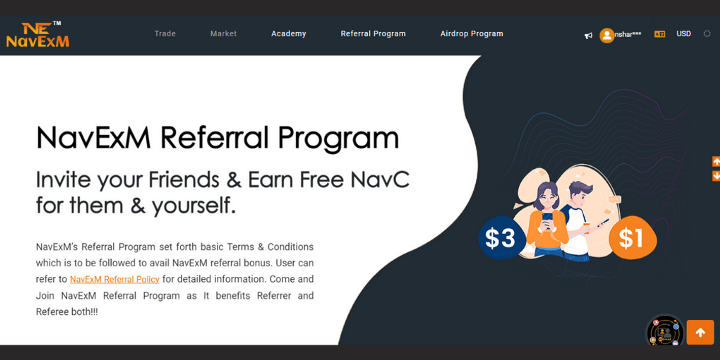 NE TM
NavExM
Trade Market Academy Referral Program Airdrop Program nshar*** USD
NavExM Referral Program
Invite your Friends & Earn Free NavC
for them & yourself.
NavExM's Referral Program set forth basic Terms & Conditions
which is to be followed to avail NavExM referral bonus. User can
refer to NavExM Referral Policy for detailed information. Come and
Join NavExM Referral Program as It benefits Referrer and
Referee both!!!
$3 $1